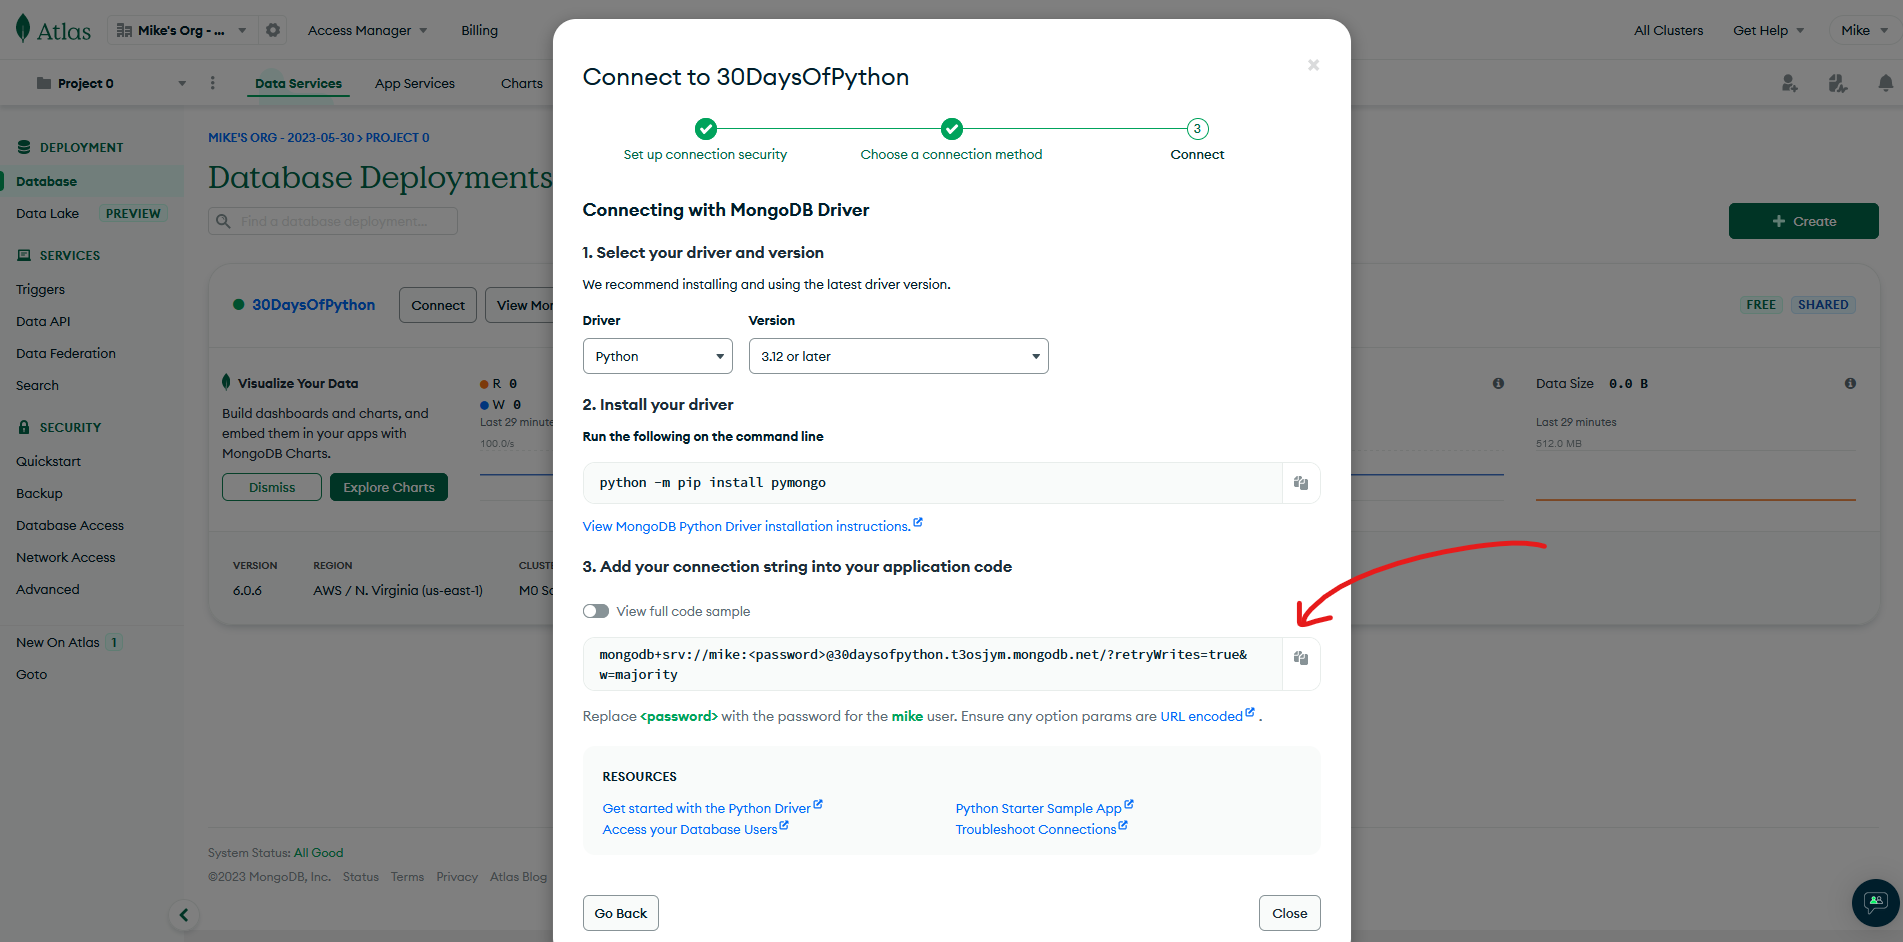 Atlas
Mike's Org - ...
Access Manager
Billing
All Clusters
Get Help
Mike
Project 0
Data Services
App Services
Charts
DEPLOYMENT
Database
Data Lake
PREVIEW
SERVICES
Triggers
Data API
Data Federation
Search
SECURITY
Quickstart
Backup
Database Access
Network Access
Advanced
New On Atlas 1
Goto
MIKE'S ORG - 2023-05-30 > PROJECT 0
Database Deployments
Find a database deployment...
+ Create
30DaysOfPython
Connect
View Mon
FREE
SHARED
Visualize Your Data
Build dashboards and charts, and
embed them in your apps with
MongoDB Charts.
Dismiss
Explore Charts
R 0
W 0
Last 29 minute
100.0/s
Data Size 0.0 B
Last 29 minutes
512.0 MB
VERSION
6.0.6
REGION
AWS / N. Virginia (us-east-1)
CLUSTE
M0 Sa
System Status: All Good
©2023 MongoDB, Inc. Status Terms Privacy Atlas Blog
Connect to 30DaysOfPython
Set up connection security
Choose a connection method
3
Connect
Connecting with MongoDB Driver
1. Select your driver and version
We recommend installing and using the latest driver version.
Driver
Python
Version
3.12 or later
2. Install your driver
Run the following on the command line
python -m pip install pymongo
View MongoDB Python Driver installation instructions.
3. Add your connection string into your application code
View full code sample
mongodb+srv://mike:<password>@30daysofpython.t3osjym.mongodb.net/?retryWrites=true&
w=majority
Replace <password> with the password for the mike user. Ensure any option params are URL encoded .
RESOURCES
Get started with the Python Driver
Python Starter Sample App
Access your Database Users
Troubleshoot Connections
Go Back
Close